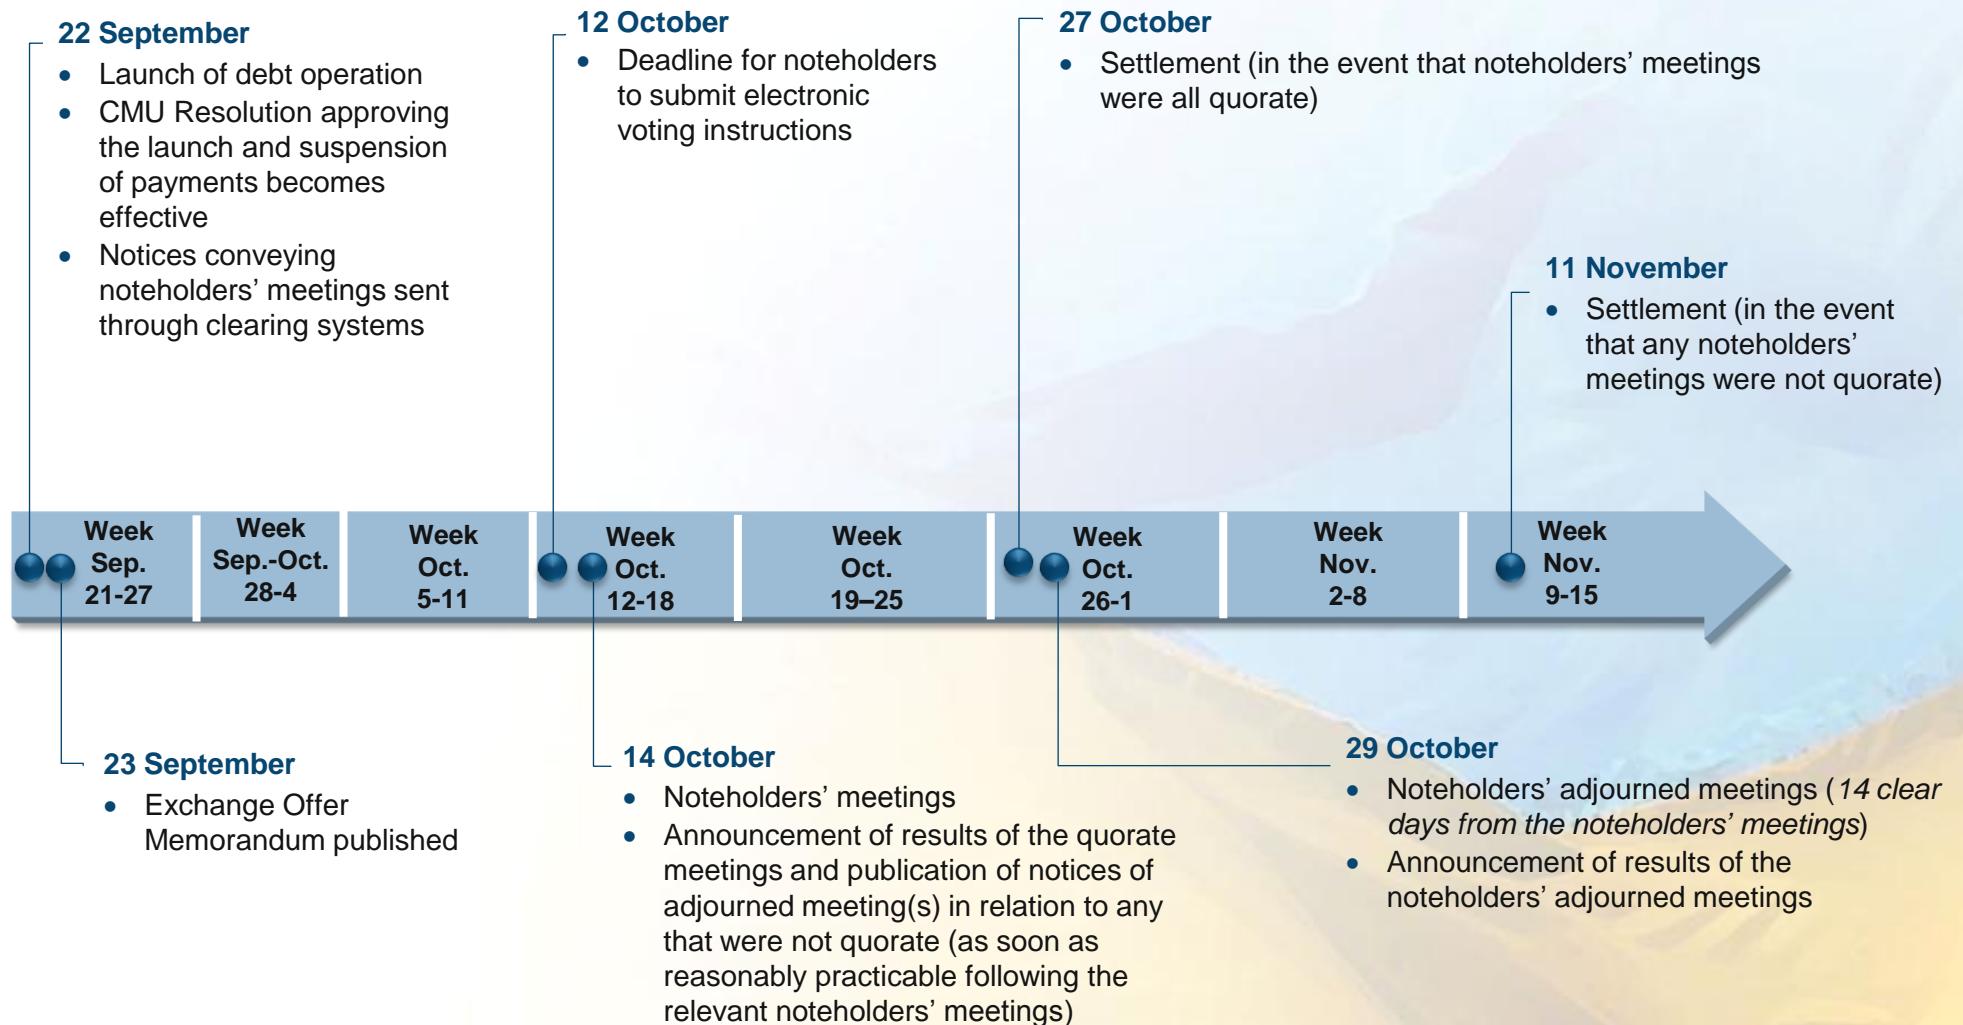 22 September
• Launch of debt operation
• CMU Resolution approving
the launch and suspension
of payments becomes
effective
• Notices conveying
noteholders’ meetings sent
through clearing systems
12 October
• Deadline for noteholders
to submit electronic
voting instructions
27 October
• Settlement (in the event that noteholders’ meetings
were all quorate)
11 November
• Settlement (in the event
that any noteholders’
meetings were not quorate)
Week
Sep.
21-27
Week
Sep.-Oct.
28-4
Week
Oct.
5-11
Week
Oct.
12-18
Week
Oct.
19–25
Week
Oct.
26-1
Week
Nov.
2-8
Week
Nov.
9-15
23 September
• Exchange Offer
Memorandum published
14 October
• Noteholders’ meetings
• Announcement of results of the quorate
meetings and publication of notices of
adjourned meeting(s) in relation to any
that were not quorate (as soon as
reasonably practicable following the
relevant noteholders’ meetings)
29 October
• Noteholders’ adjourned meetings (14 clear
days from the noteholders’ meetings)
• Announcement of results of the
noteholders’ adjourned meetings